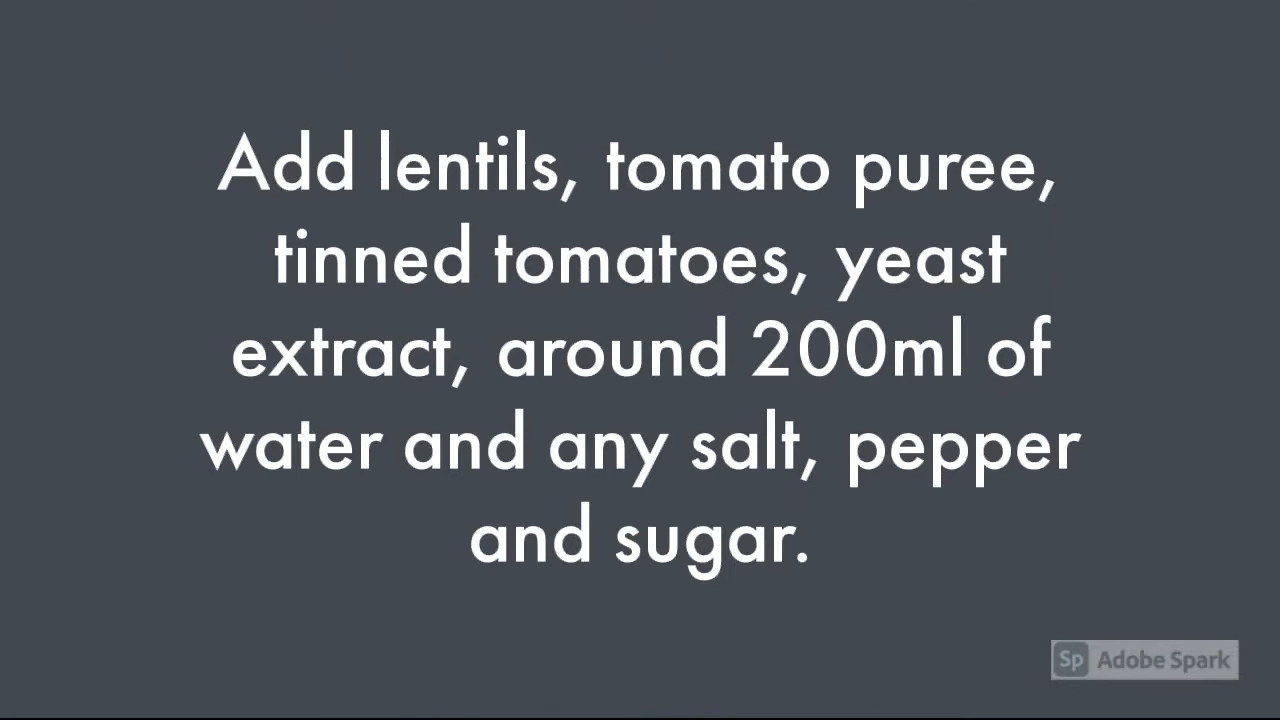 Add lentils, tomato puree,
tinned tomatoes, yeast
extract, around 200ml of
water and any salt, pepper
and sugar.
Sp Adobe Spark